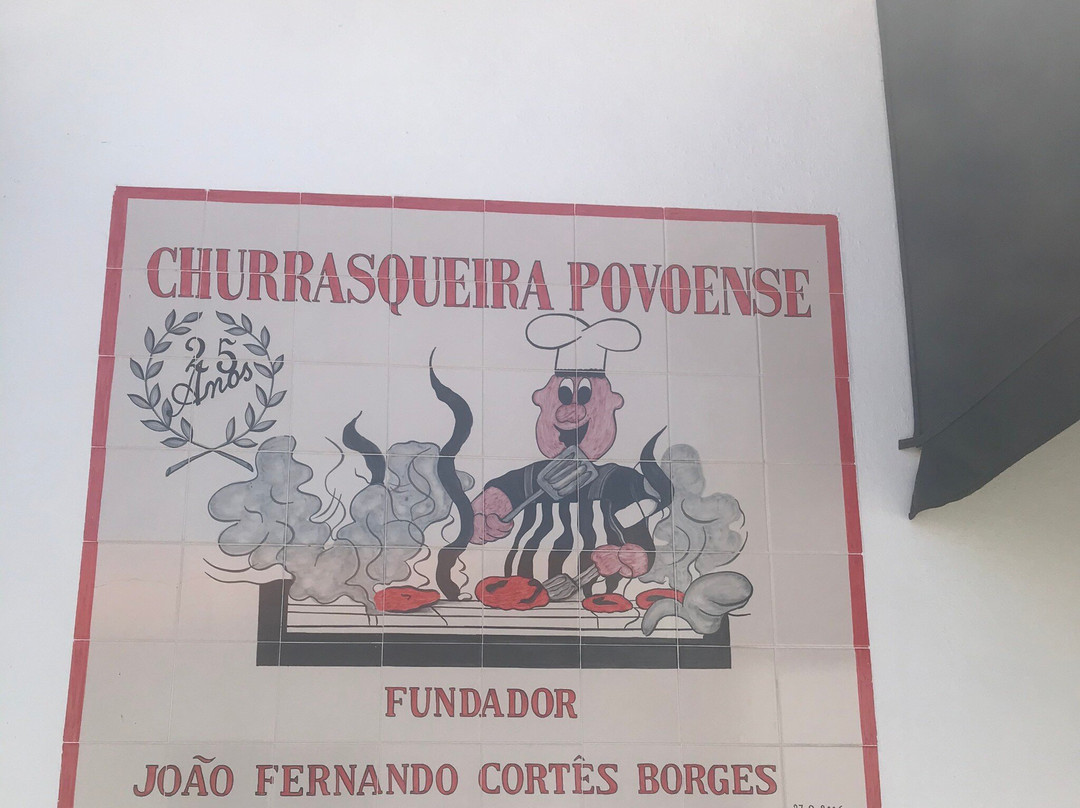 CHURRASQUEIRA POVOENSE
25
Anos
FUNDADOR
JOÃO FERNANDO CORTÊS BORGES